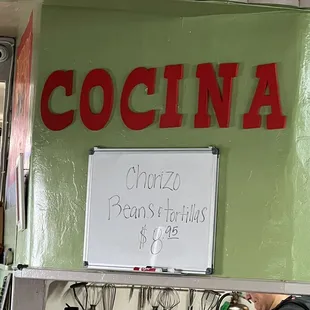 COCINA
Chorizo
Beans & tortillas
$8.95